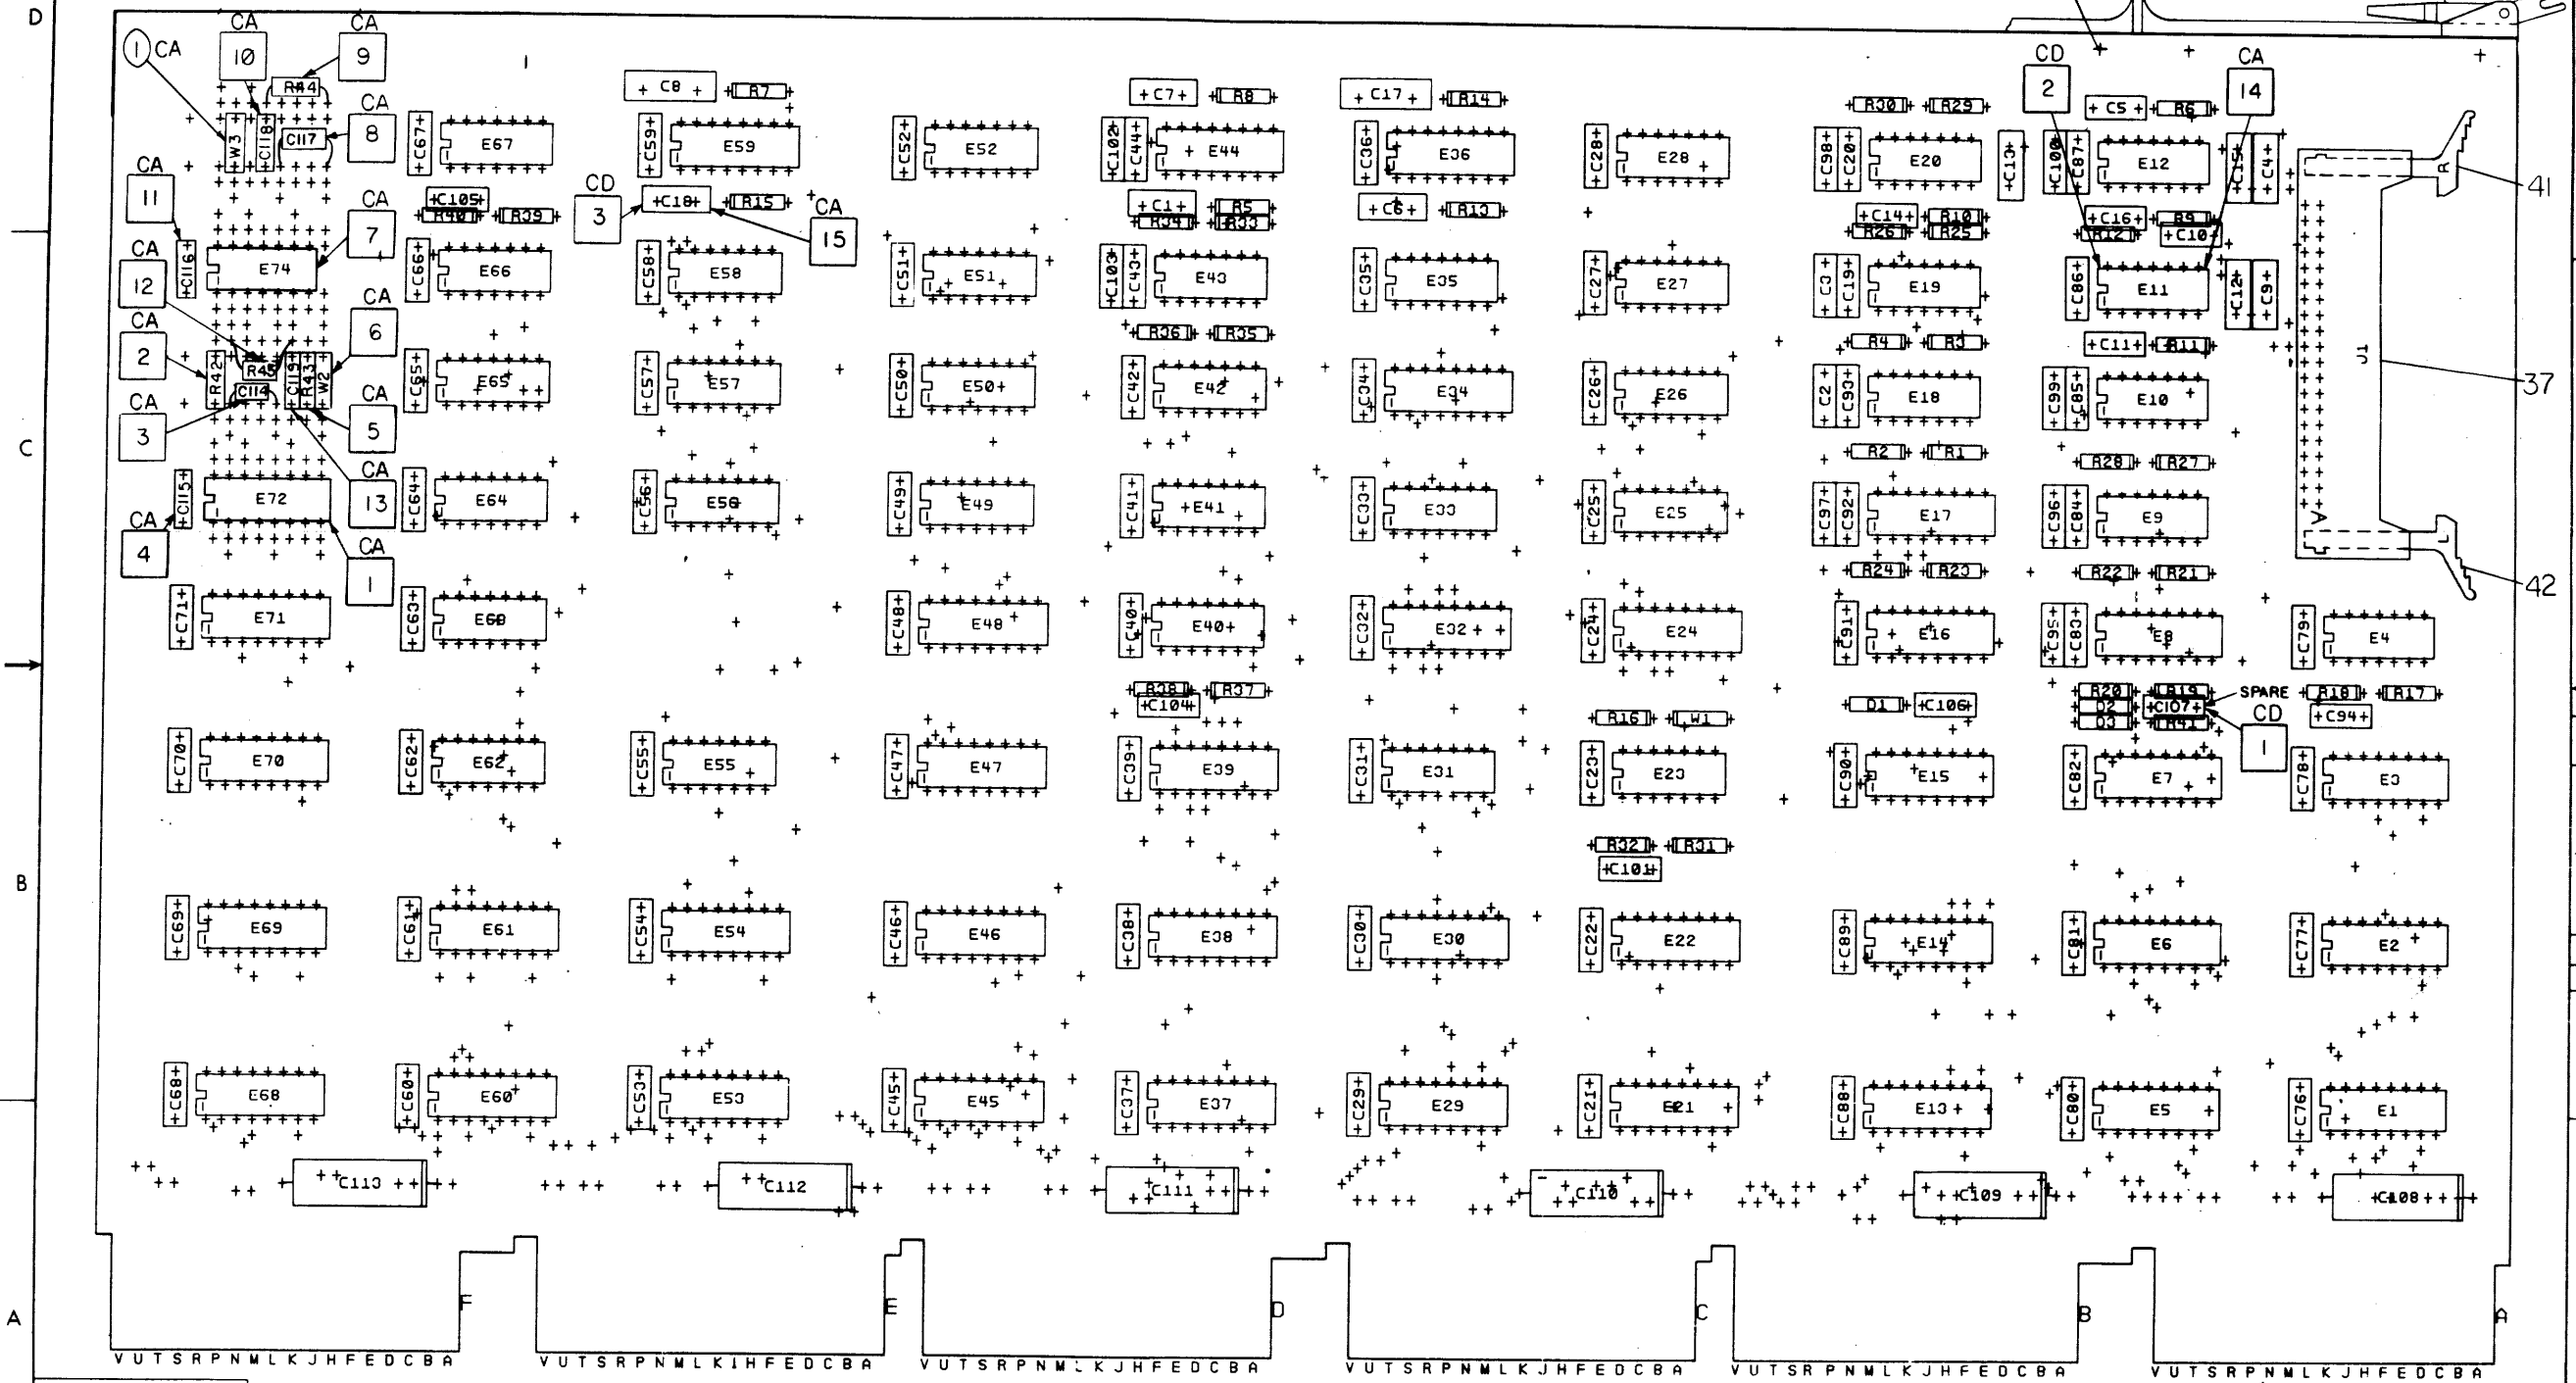 D
CA CA CD CA
1 CA 10 9 2 14
R44 C8 R7 C7 R8 C17 R14 R30 R29 C5 R6
CA
8
W3 C118 C117 C67 E67 C59 E59 C52 E52 C102 C44 E44 C36 E36 C28 E28 C98 C20 E20 C13 C100 C87 E12 C15 C4 R 41
CA CD CA
11 3 15
C105 C18 R15 C1 R5 C6 R13 C14 R10 C16 R9
R40 R39 R34 R33 R26 R25 R12 C10
CA
7
C116 E74 C66 E66 C58 E58 C51 E51 C103 C43 E43 C35 E35 C27 E27 C3 C19 E19 C86 E11 C12 C9
CA CA
12 6
R36 R35 R4 R3 C11 R11 J1
CA
2
R42 R45 C119 R43 W2 C65 E65 C57 E57 C50 E50 C42 E42 C34 E34 C26 E26 C2 C93 E18 C99 C85 E10 37
C114
CA CA
3 5
C
R2 R1 R28 R27
CA
13
C115 E72 C64 E64 C56 E56 C49 E49 C41 E41 C33 E33 C25 E25 C97 C92 E17 C96 C84 E9 A L
CA CA
4 1
R24 R23 R22 R21 42
C71 E71 C63 E63 C48 E48 C40 E40 C32 E32 C24 E24 C91 E16 C95 C83 E8 C79 E4
R38 R37 R20 R19 SPARE R18 R17
C104 R16 W1 D1 C106 D2 C107 CD C94
D3 R41 1
C70 E70 C62 E62 C55 E55 C47 E47 C39 E39 C31 E31 C23 E23 C90 E15 C82 E7 C78 E3
R32 R31
C101
B
C69 E69 C61 E61 C54 E54 C46 E46 C38 E38 C30 E30 C22 E22 C89 E14 C81 E6 C77 E2
C68 E68 C60 E60 C53 E53 C45 E45 C37 E37 C29 E29 C21 E21 C88 E13 C80 E5 C76 E1
C113 C112 C111 C110 C109 C108
A F E D C B A
V U T S R P N M L K J H F E D C B A V U T S R P N M L K J H F E D C B A V U T S R P N M L K J H F E D C B A V U T S R P N M L K J H F E D C B A V U T S R P N M L K J H F E D C B A V U T S R P N M L K J H F E D C B A